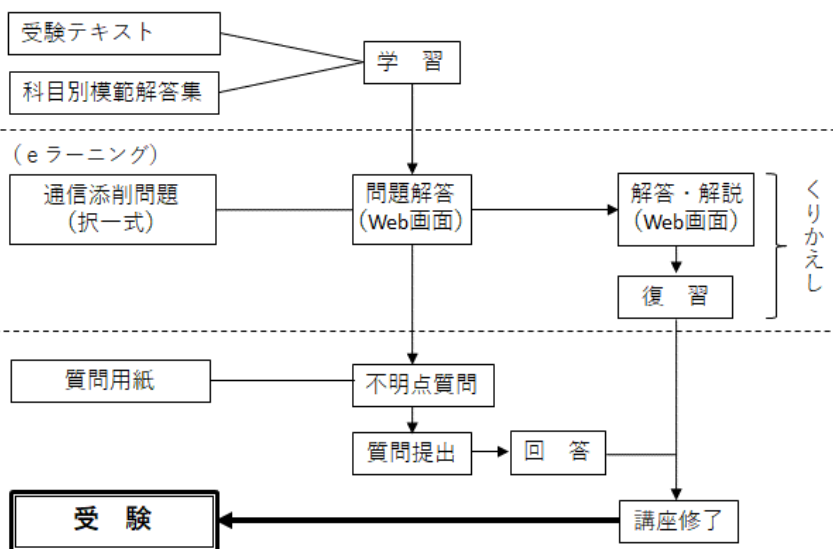 受験テキスト
学　習
科目別模範解答集
(eラーニング)
通信添削問題
(択一式)
問題解答
(Web画面)
解答・解説
(Web画面)
くりかえし
復　習
質問用紙
不明点質問
質問提出
回　答
受　験
講座修了